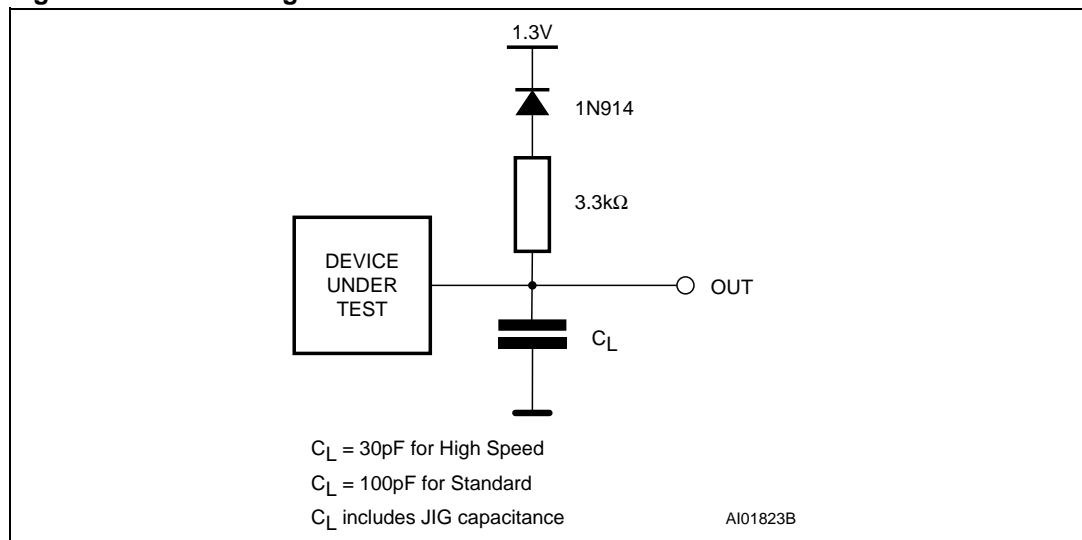 1.3V
1N914
3.3kΩ
DEVICE
UNDER
TEST
OUT
CL
CL = 30pF for High Speed
CL = 100pF for Standard
CL includes JIG capacitance
AI01823B